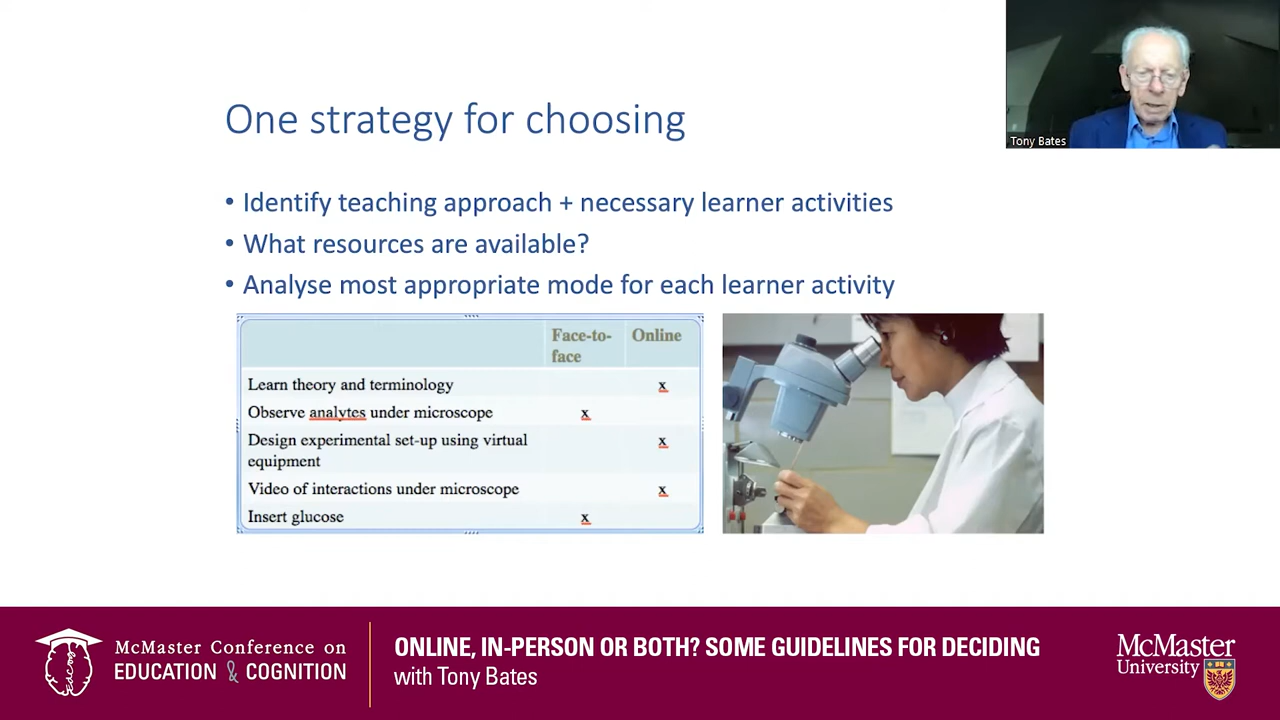 Tony Bates
One strategy for choosing
• Identify teaching approach + necessary learner activities
• What resources are available?
• Analyse most appropriate mode for each learner activity
Face-to-
face
Online
Learn theory and terminology x
Observe analytes under microscope x
Design experimental set-up using virtual
equipment
x
Video of interactions under microscope x
Insert glucose x
McMaster Conference on
EDUCATION & COGNITION
ONLINE, IN-PERSON OR BOTH? SOME GUIDELINES FOR DECIDING
with Tony Bates
McMaster
University